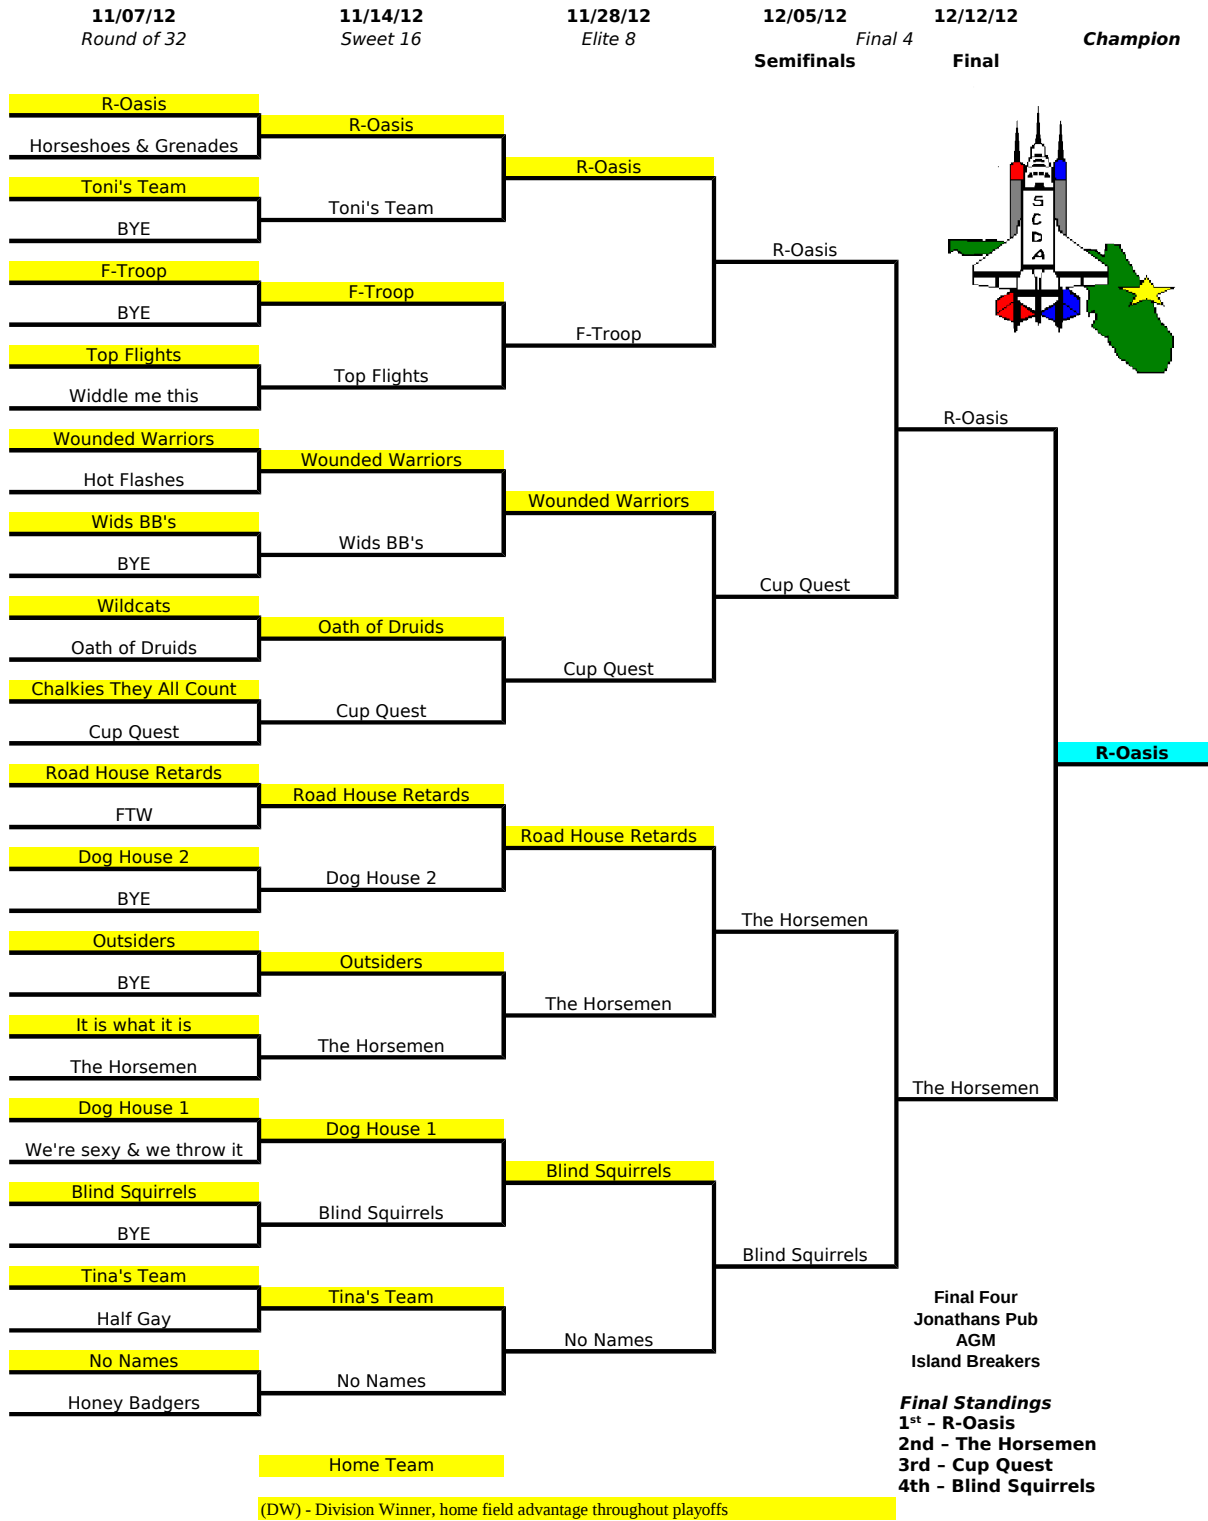 11/07/12 11/14/12 11/28/12 12/05/12 12/12/12
Round of 32 Sweet 16 Elite 8 Final 4 Champion
Semifinals Final
R-Oasis
Horseshoes & Grenades
Toni's Team
BYE
F-Troop
BYE
Top Flights
Widdle me this
Wounded Warriors
Hot Flashes
Wids BB's
BYE
Wildcats
Oath of Druids
Chalkies They All Count
Cup Quest
Road House Retards
FTW
Dog House 2
BYE
Outsiders
BYE
It is what it is
The Horsemen
Dog House 1
We're sexy & we throw it
Blind Squirrels
BYE
Tina's Team
Half Gay
No Names
Honey Badgers
R-Oasis
Toni's Team
F-Troop
Top Flights
Wounded Warriors
Wids BB's
Oath of Druids
Cup Quest
Road House Retards
Dog House 2
Outsiders
The Horsemen
Dog House 1
Blind Squirrels
Tina's Team
No Names
R-Oasis
F-Troop
Wounded Warriors
Cup Quest
Road House Retards
The Horsemen
Blind Squirrels
No Names
R-Oasis
Cup Quest
The Horsemen
Blind Squirrels
R-Oasis
The Horsemen
R-Oasis
S
C
D
A
Final Four
Jonathans Pub
AGM
Island Breakers
Final Standings
1st – R-Oasis
2nd – The Horsemen
3rd – Cup Quest
4th – Blind Squirrels
Home Team
(DW) - Division Winner, home field advantage throughout playoffs